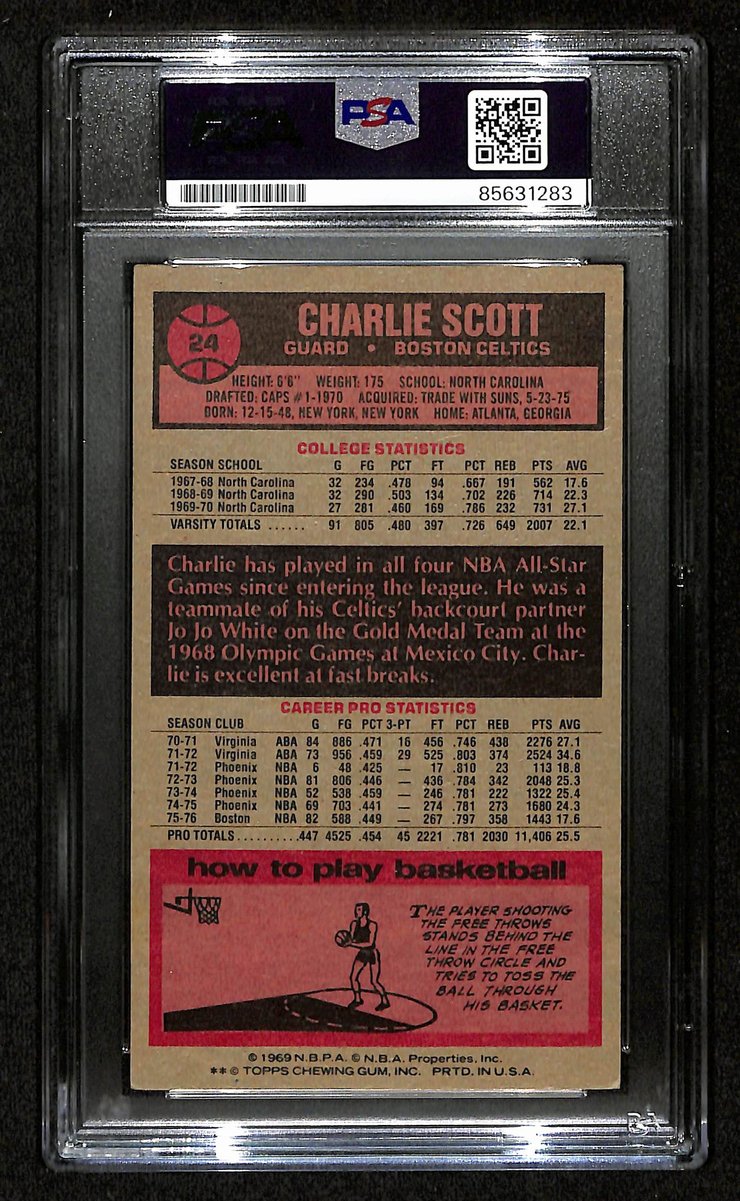 PSA
85631283
24
CHARLIE SCOTT
GUARD • BOSTON CELTICS
HEIGHT: 6'6" WEIGHT: 175 SCHOOL: NORTH CAROLINA
DRAFTED: CAPS #1-1970 ACQUIRED: TRADE WITH SUNS, 5-23-75
BORN: 12-15-48, NEW YORK, NEW YORK HOME: ATLANTA, GEORGIA
COLLEGE STATISTICS
SEASON SCHOOL G FG PCT FT PCT REB PTS AVG
1967-68 North Carolina 32 234 .478 94 .667 191 562 17.6
1968-69 North Carolina 32 290 .503 134 .702 226 714 22.3
1969-70 North Carolina 27 281 .460 169 .786 232 731 27.1
VARSITY TOTALS ...... 91 805 .480 397 .726 649 2007 22.1
Charlie has played in all four NBA All-Star
Games since entering the league. He was a
teammate of his Celtics' backcourt partner
Jo Jo White on the Gold Medal Team at the
1968 Olympic Games at Mexico City. Char-
lie is excellent at fast breaks.
CAREER PRO STATISTICS
SEASON CLUB G FG PCT 3-PT FT PCT REB PTS AVG
70-71 Virginia ABA 84 886 .471 16 456 .746 438 2276 27.1
71-72 Virginia ABA 73 956 .459 29 525 .803 374 2524 34.6
71-72 Phoenix NBA 6 48 .425 — 17 .810 23 113 18.8
72-73 Phoenix NBA 81 806 .446 — 436 .784 342 2048 25.3
73-74 Phoenix NBA 52 538 .459 — 246 .781 222 1322 25.4
74-75 Phoenix NBA 69 703 .441 — 274 .781 273 1680 24.3
75-76 Boston NBA 82 588 .449 — 267 .797 358 1443 17.6
PRO TOTALS..........447 4525 .454 45 2221 .781 2030 11,406 25.5
how to play basketball
THE PLAYER SHOOTING
THE FREE THROWS
STANDS BEHIND THE
LINE IN THE FREE
THROW CIRCLE AND
TRIES TO TOSS THE
BALL THROUGH
HIS BASKET.
© 1969 N.B.P.A. © N.B.A. Properties, Inc.
** © TOPPS CHEWING GUM, INC. PRTD. IN U.S.A.